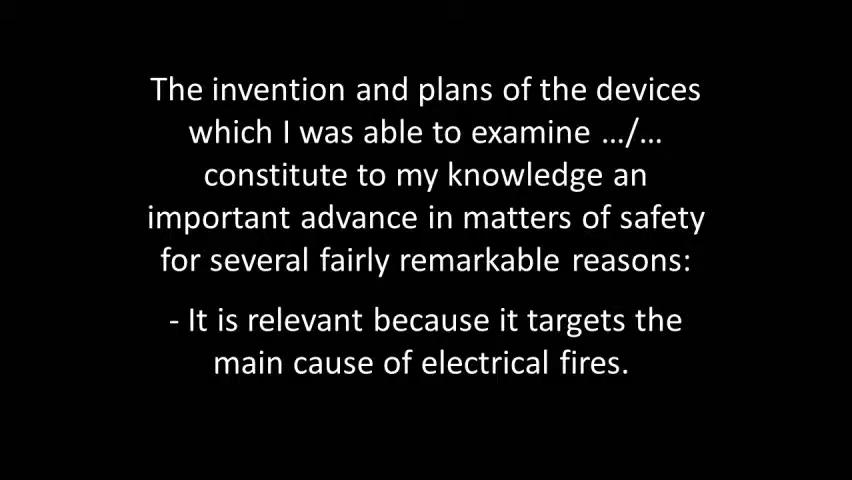 The invention and plans of the devices
which I was able to examine …/…
constitute to my knowledge an
important advance in matters of safety
for several fairly remarkable reasons:
- It is relevant because it targets the
main cause of electrical fires.